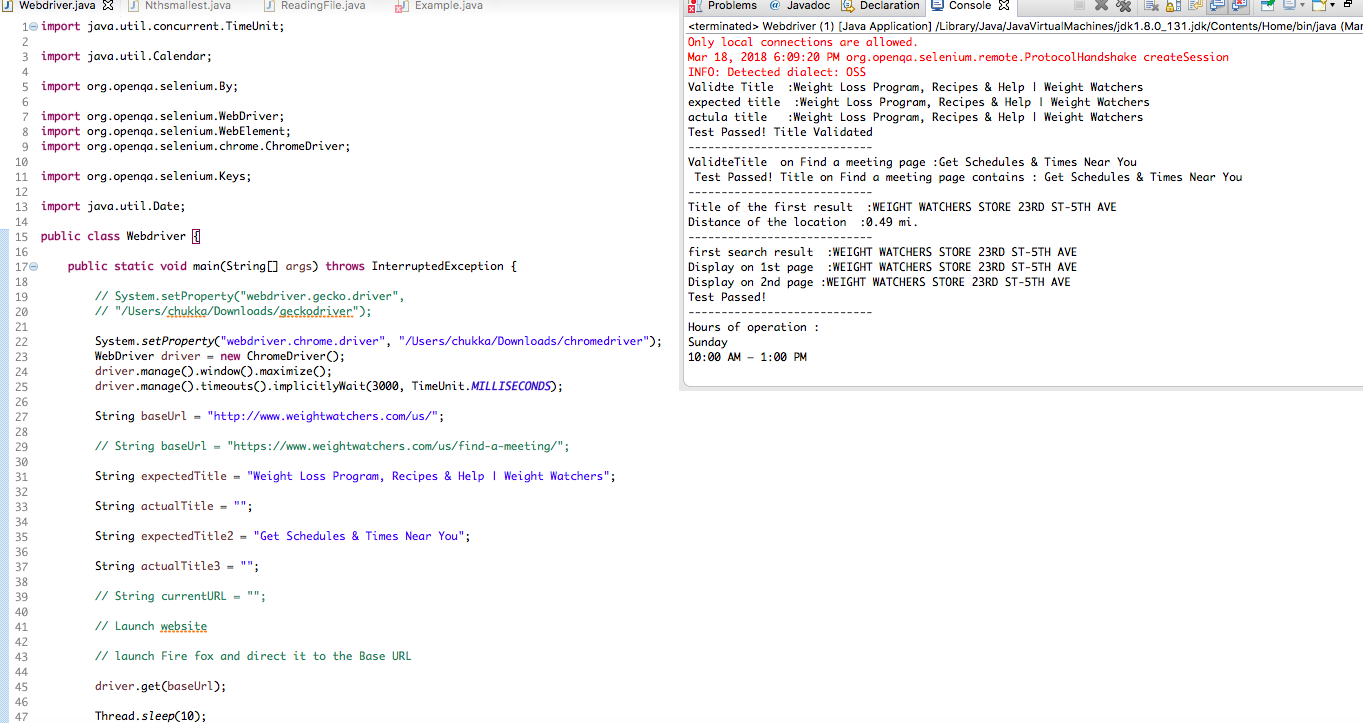 Webdriver.java
Nthsmallest.java
ReadingFile.java
Example.java
1 import java.util.concurrent.TimeUnit;
2
3 import java.util.Calendar;
4
5 import org.openqa.selenium.By;
6
7 import org.openqa.selenium.WebDriver;
8 import org.openqa.selenium.WebElement;
9 import org.openqa.selenium.chrome.ChromeDriver;
10
11 import org.openqa.selenium.Keys;
12
13 import java.util.Date;
14
15 public class Webdriver {
16
17 public static void main(String[] args) throws InterruptedException {
18
19 // System.setProperty("webdriver.gecko.driver",
20 // "/Users/chukka/Downloads/geckodriver");
21
22 System.setProperty("webdriver.chrome.driver", "/Users/chukka/Downloads/chromedriver");
23 WebDriver driver = new ChromeDriver();
24 driver.manage().window().maximize();
25 driver.manage().timeouts().implicitlyWait(3000, TimeUnit.MILLISECONDS);
26
27 String baseUrl = "http://www.weightwatchers.com/us/";
28
29 // String baseUrl = "https://www.weightwatchers.com/us/find-a-meeting/";
30
31 String expectedTitle = "Weight Loss Program, Recipes & Help | Weight Watchers";
32
33 String actualTitle = "";
34
35 String expectedTitle2 = "Get Schedules & Times Near You";
36
37 String actualTitle3 = "";
38
39 // String currentURL = "";
40
41 // Launch website
42
43 // launch Fire fox and direct it to the Base URL
44
45 driver.get(baseUrl);
46
47 Thread.sleep(10);
Problems @ Javadoc Declaration Console
<terminated> Webdriver (1) [Java Application] /Library/Java/JavaVirtualMachines/jdk1.8.0_131.jdk/Contents/Home/bin/java (Mar
Only local connections are allowed.
Mar 18, 2018 6:09:20 PM org.openqa.selenium.remote.ProtocolHandshake createSession
INFO: Detected dialect: OSS
Validte Title :Weight Loss Program, Recipes & Help | Weight Watchers
expected title :Weight Loss Program, Recipes & Help | Weight Watchers
actula title :Weight Loss Program, Recipes & Help | Weight Watchers
Test Passed! Title Validated
----------------------------
ValidteTitle on Find a meeting page :Get Schedules & Times Near You
Test Passed! Title on Find a meeting page contains : Get Schedules & Times Near You
----------------------------
Title of the first result :WEIGHT WATCHERS STORE 23RD ST-5TH AVE
Distance of the location :0.49 mi.
----------------------------
first search result :WEIGHT WATCHERS STORE 23RD ST-5TH AVE
Display on 1st page :WEIGHT WATCHERS STORE 23RD ST-5TH AVE
Display on 2nd page :WEIGHT WATCHERS STORE 23RD ST-5TH AVE
Test Passed!
----------------------------
Hours of operation :
Sunday
10:00 AM – 1:00 PM